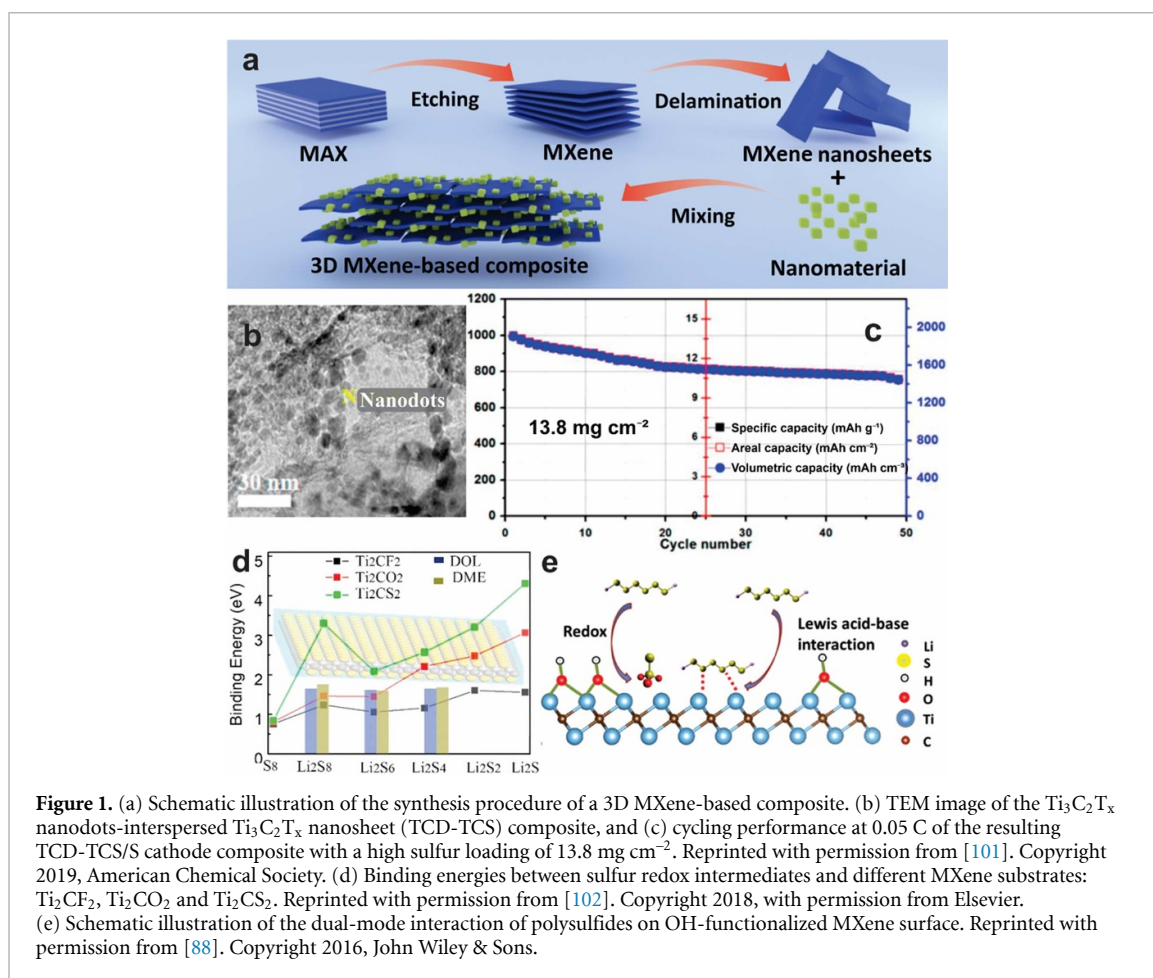 a
Etching
Delamination
MAX
MXene
MXene nanosheets
+
Mixing
3D MXene-based composite
Nanomaterial
b
Nanodots
30 nm
c
1200
1000
800
600
400
200
0
15
12
9
6
3
0
2000
1600
1200
800
400
0
13.8 mg cm⁻²
Specific capacity (mAh g⁻¹)
Areal capacity (mAh cm⁻²)
Volumetric capacity (mAh cm⁻³)
0 10 20 30 40 50
Cycle number
d
Binding Energy (eV)
5
4
3
2
1
0
Ti2CF2
Ti2CO2
Ti2CS2
DOL
DME
S8 Li2S8 Li2S6 Li2S4 Li2S2 Li2S
e
Redox
Lewis acid-base
interaction
Li
S
H
O
Ti
C
Figure 1. (a) Schematic illustration of the synthesis procedure of a 3D MXene-based composite. (b) TEM image of the Ti₃C₂Tₓ
nanodots-interspersed Ti₃C₂Tₓ nanosheet (TCD-TCS) composite, and (c) cycling performance at 0.05 C of the resulting
TCD-TCS/S cathode composite with a high sulfur loading of 13.8 mg cm⁻². Reprinted with permission from [101]. Copyright
2019, American Chemical Society. (d) Binding energies between sulfur redox intermediates and different MXene substrates:
Ti₂CF₂, Ti₂CO₂ and Ti₂CS₂. Reprinted with permission from [102]. Copyright 2018, with permission from Elsevier.
(e) Schematic illustration of the dual-mode interaction of polysulfides on OH-functionalized MXene surface. Reprinted with
permission from [88]. Copyright 2016, John Wiley & Sons.